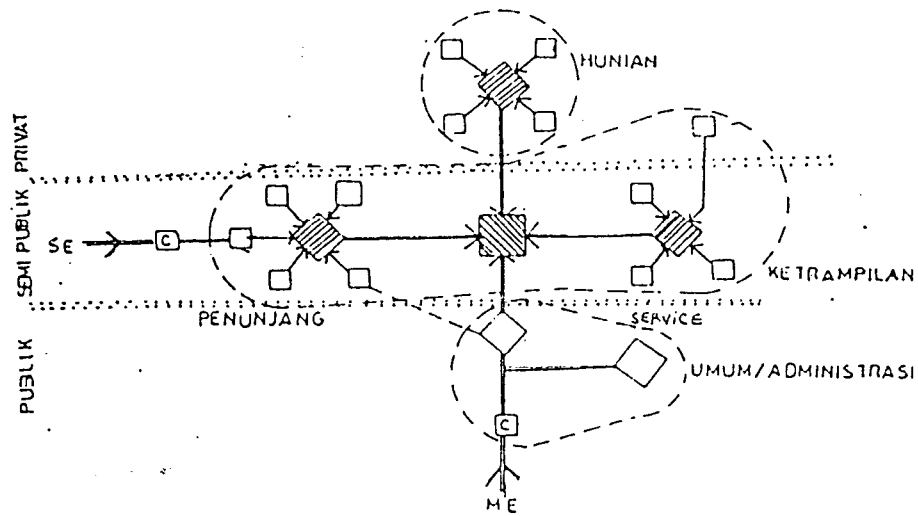 HUNIAN
PRIVAT
SEMI PUBLIK
PUBLIK
SE
C
KETRAMPILAN
PENUNJANG
SERVICE
UMUM/ADMINISTRASI
C
ME